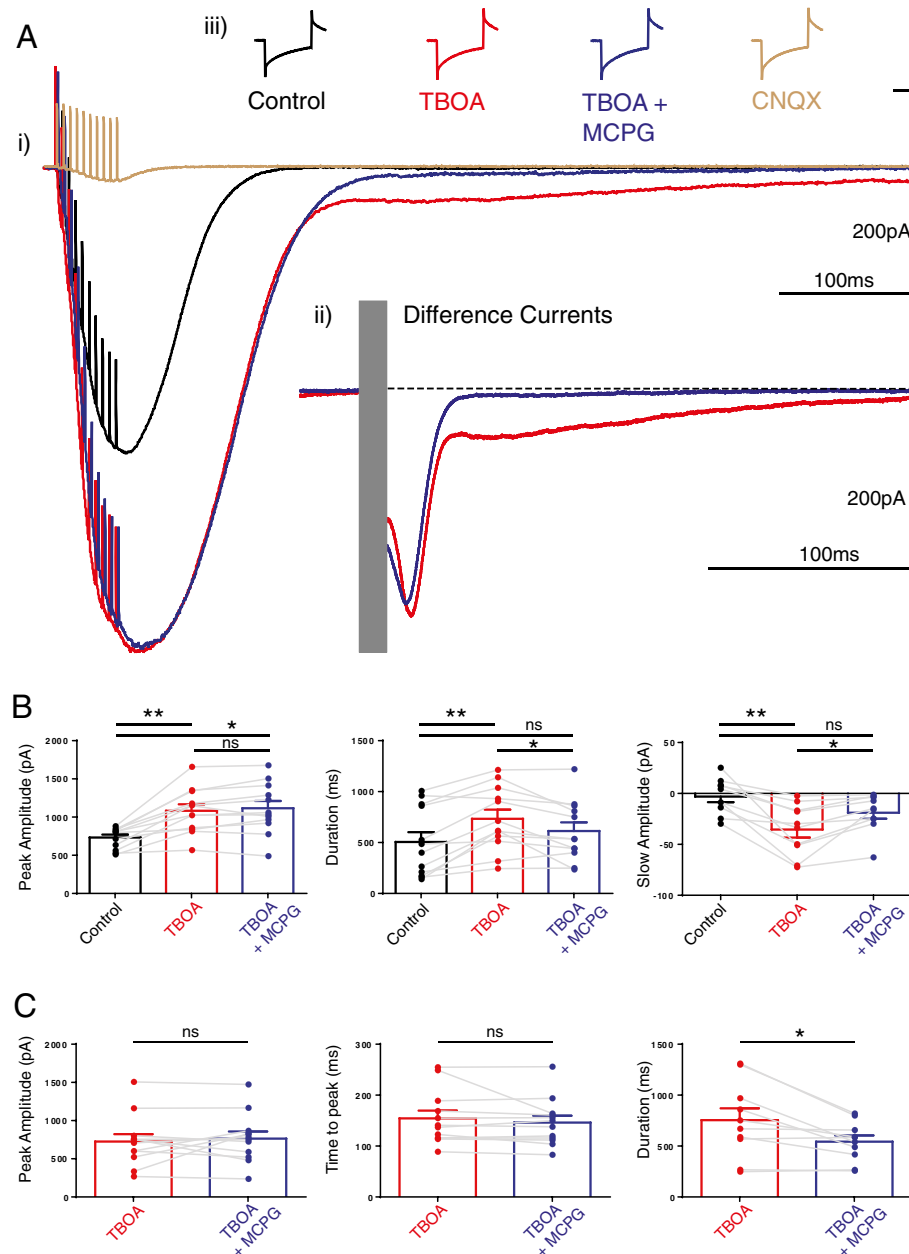 A
iii)
Control
TBOA
TBOA +
MCPG
CNQX
i)
200pA
100ms
ii)
Difference Currents
200pA
100ms
B
**
*
ns
Peak Amplitude (pA)
2000
1500
1000
500
0
Control
TBOA
TBOA
+ MCPG
**
ns
*
Duration (ms)
1500
1000
500
0
Control
TBOA
TBOA
+ MCPG
**
ns
*
Slow Amplitude (pA)
50
0
-50
-100
Control
TBOA
TBOA
+ MCPG
C
ns
Peak Amplitude (pA)
2000
1500
1000
500
0
TBOA
TBOA
+ MCPG
ns
Time to peak (ms)
300
200
100
0
TBOA
TBOA
+ MCPG
*
Duration (ms)
1500
1000
500
0
TBOA
TBOA
+ MCPG